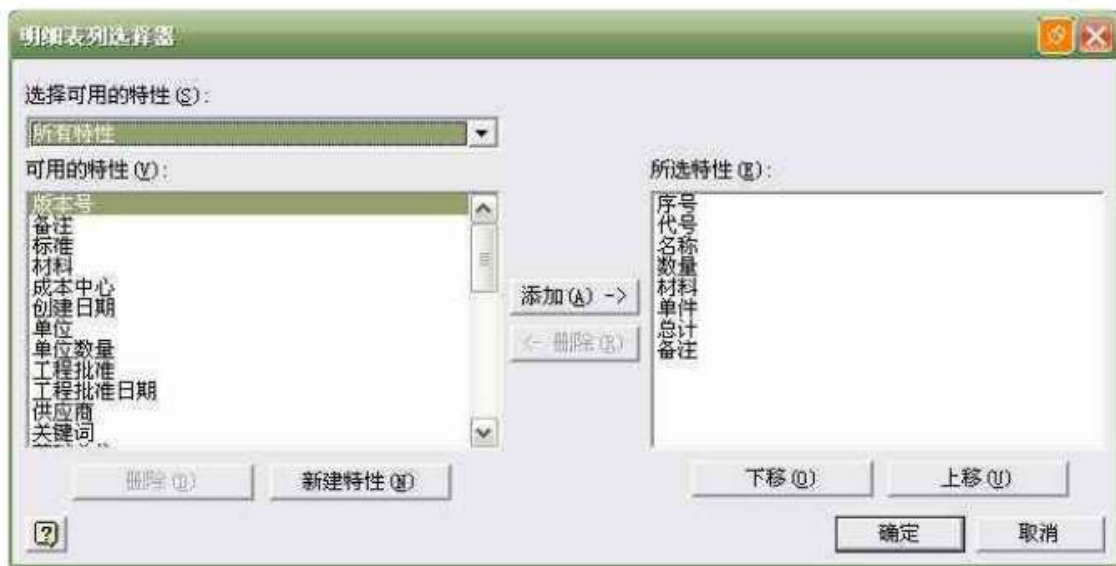 明细表列选择器
选择可用的特性(S):
所有特性
可用的特性(V):
版本号
备注
标准
材料
成本中心
创建日期
单位
单位数量
工程批准
工程批准日期
供应商
关键词
添加(A) ->
<- 删除(R)
所选特性(E):
序号
代号
名称
数量
材料
单件
总计
备注
删除(D)
新建特性(N)
下移(O)
上移(U)
确定
取消